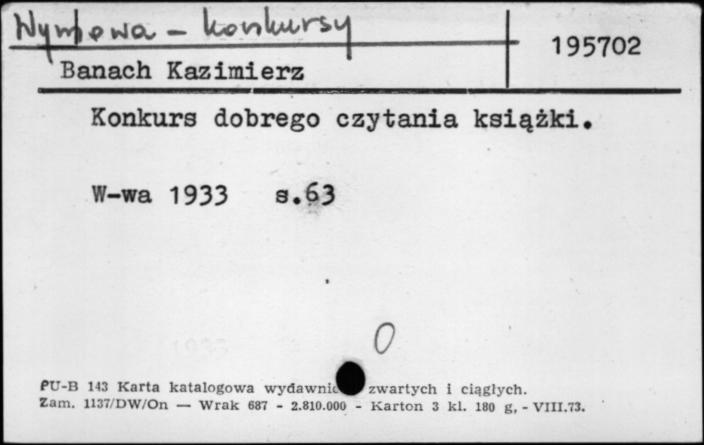 Wymowa - konkursy
195702
Banach Kazimierz
Konkurs dobrego czytania książki.
W-wa 1933 s.63
0
PU-B 143 Karta katalogowa wydawnic zwartych i ciągłych.
Zam. 1137/DW/On — Wrak 687 - 2.810.000 - Karton 3 kl. 180 g, - VIII.73.